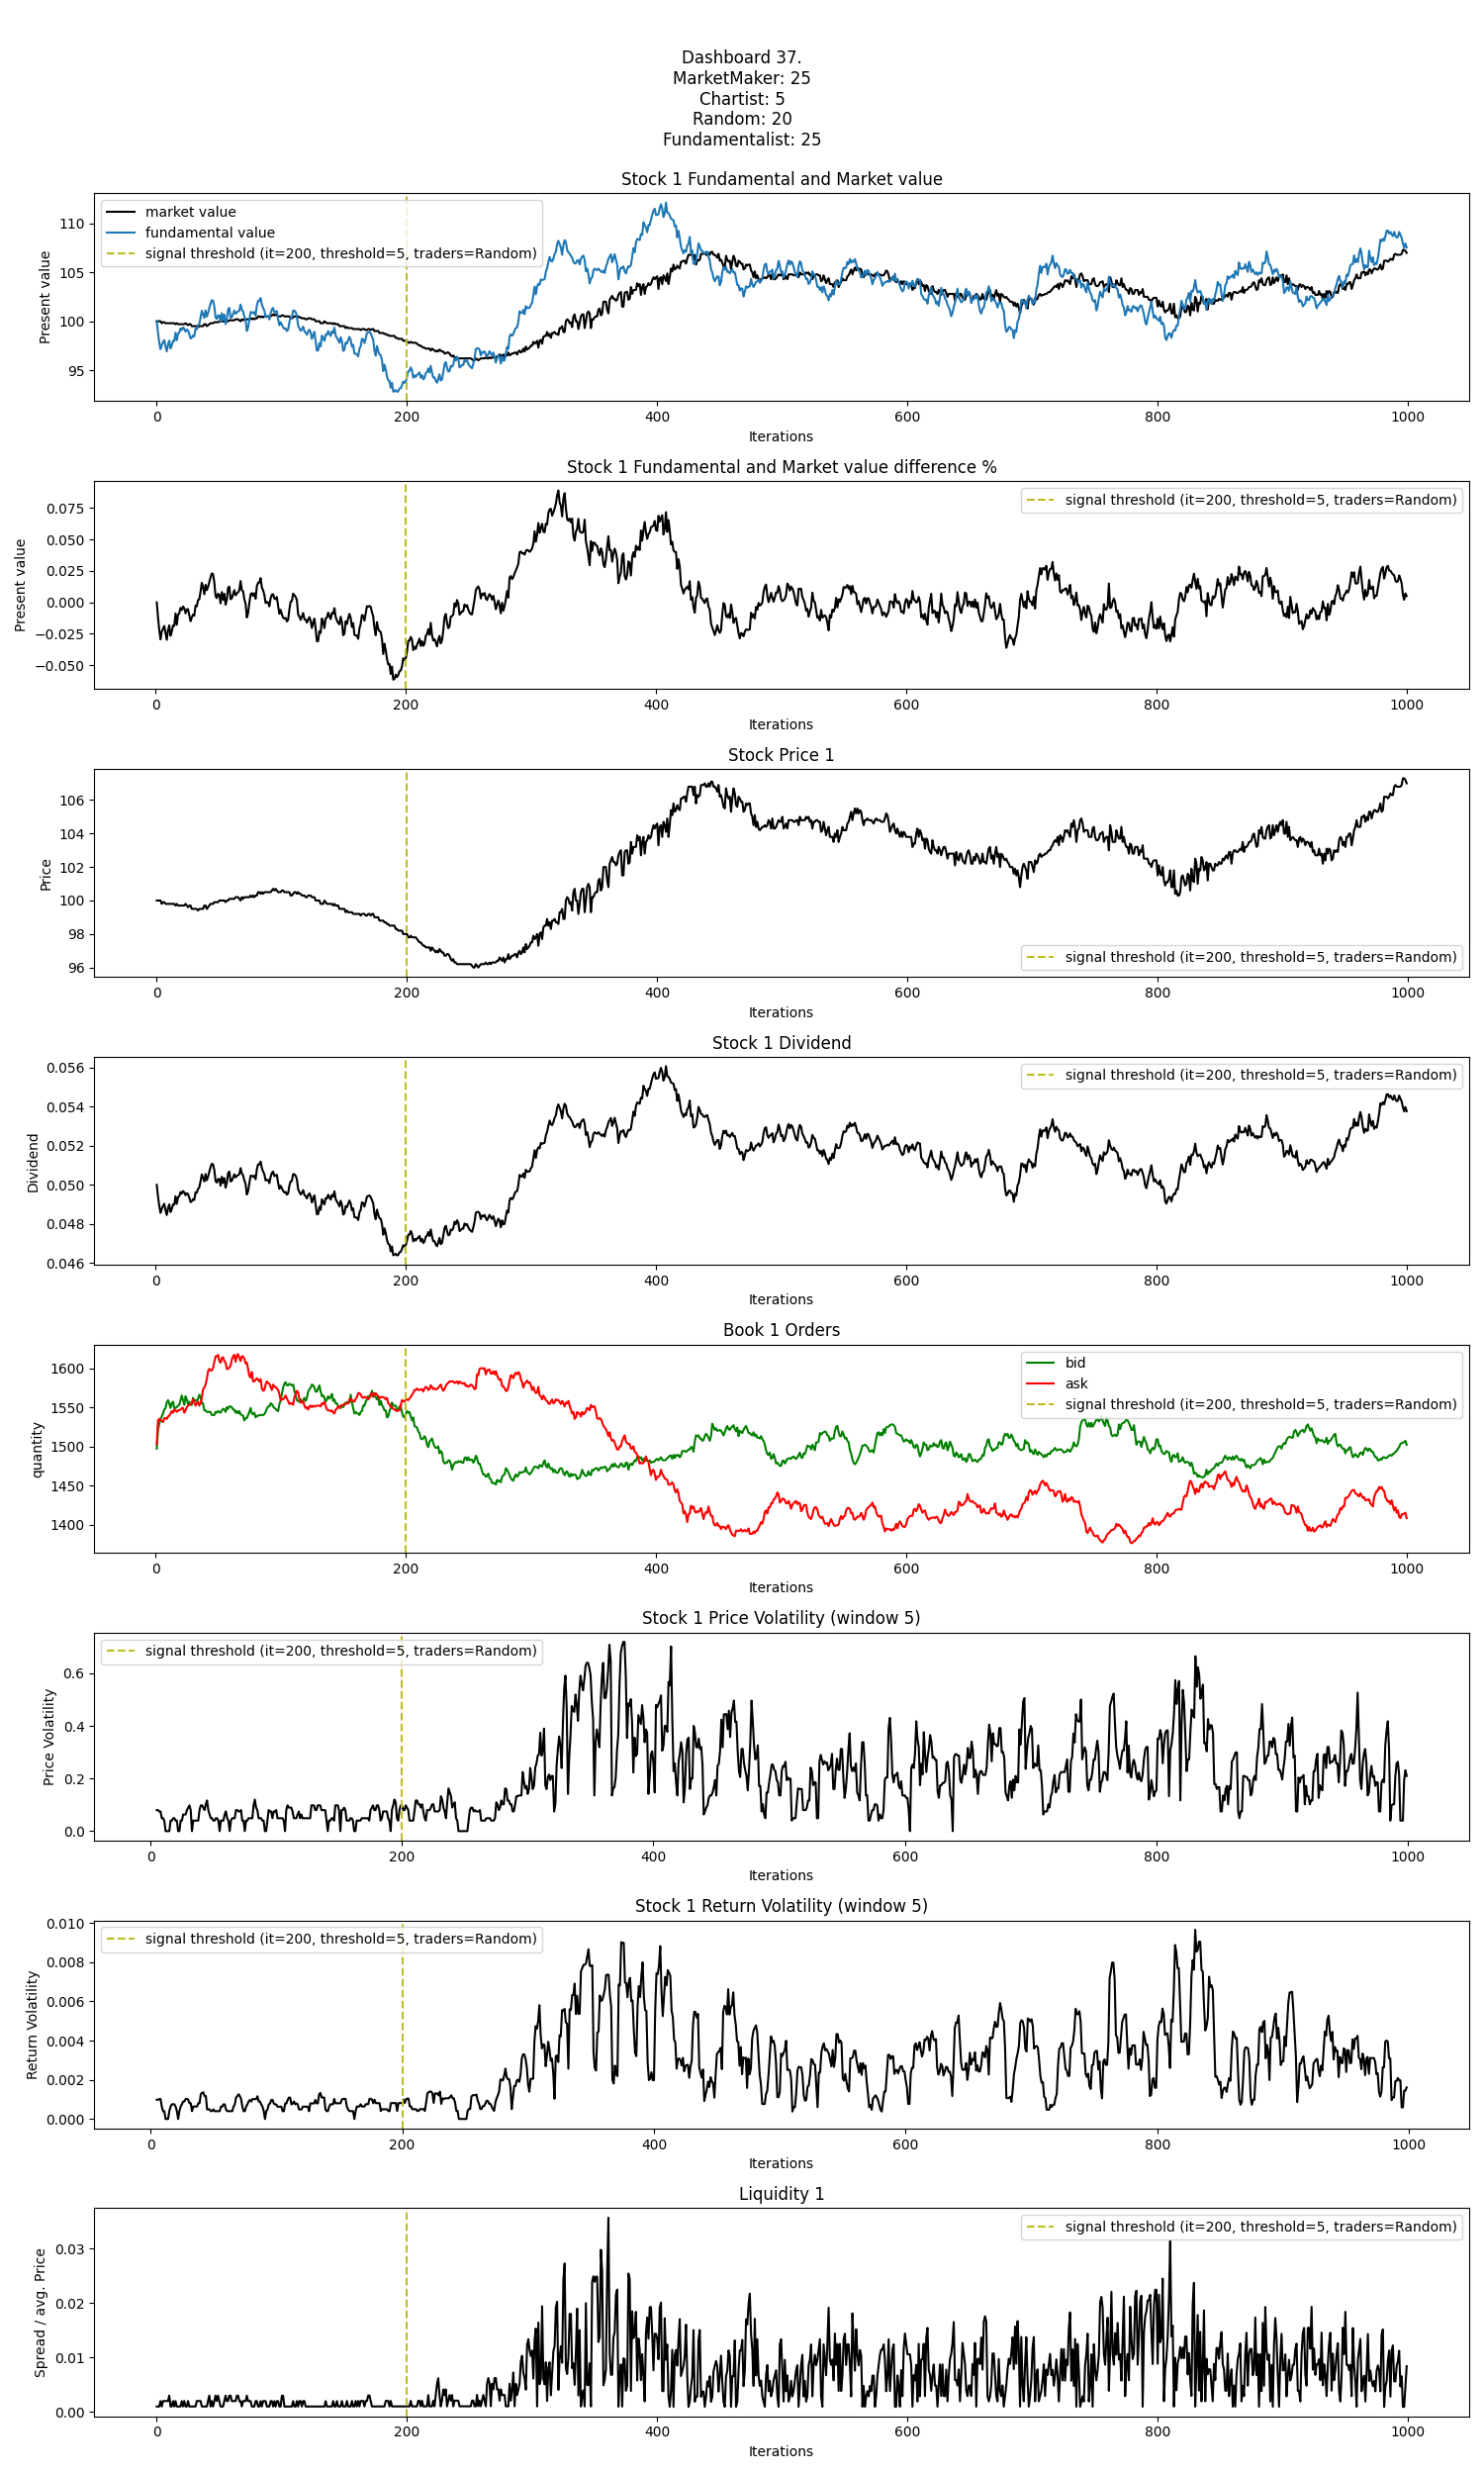 Dashboard 37.
MarketMaker: 25
Chartist: 5
Random: 20
Fundamentalist: 25
Stock 1 Fundamental and Market value
market value
fundamental value
signal threshold (it=200, threshold=5, traders=Random)
Present value
110
105
100
95
0 200 400 600 800 1000
Iterations
Stock 1 Fundamental and Market value difference %
signal threshold (it=200, threshold=5, traders=Random)
Present value
0.075
0.050
0.025
0.000
−0.025
−0.050
0 200 400 600 800 1000
Iterations
Stock Price 1
Price
106
104
102
100
98
96
signal threshold (it=200, threshold=5, traders=Random)
0 200 400 600 800 1000
Iterations
Stock 1 Dividend
signal threshold (it=200, threshold=5, traders=Random)
Dividend
0.056
0.054
0.052
0.050
0.048
0.046
0 200 400 600 800 1000
Iterations
Book 1 Orders
bid
ask
signal threshold (it=200, threshold=5, traders=Random)
quantity
1600
1550
1500
1450
1400
0 200 400 600 800 1000
Iterations
Stock 1 Price Volatility (window 5)
signal threshold (it=200, threshold=5, traders=Random)
Price Volatility
0.6
0.4
0.2
0.0
0 200 400 600 800 1000
Iterations
Stock 1 Return Volatility (window 5)
signal threshold (it=200, threshold=5, traders=Random)
Return Volatility
0.010
0.008
0.006
0.004
0.002
0.000
0 200 400 600 800 1000
Iterations
Liquidity 1
signal threshold (it=200, threshold=5, traders=Random)
Spread / avg. Price
0.03
0.02
0.01
0.00
0 200 400 600 800 1000
Iterations